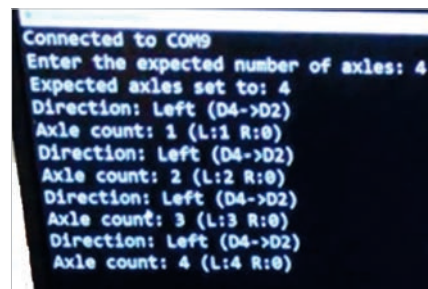 Connected to COM9
Enter the expected number of axles: 4
Expected axles set to: 4
Direction: Left (D4->D2)
Axle count: 1 (L:1 R:0)
Direction: Left (D4->D2)
Axle count: 2 (L:2 R:0)
Direction: Left (D4->D2)
Axle count: 3 (L:3 R:0)
Direction: Left (D4->D2)
Axle count: 4 (L:4 R:0)